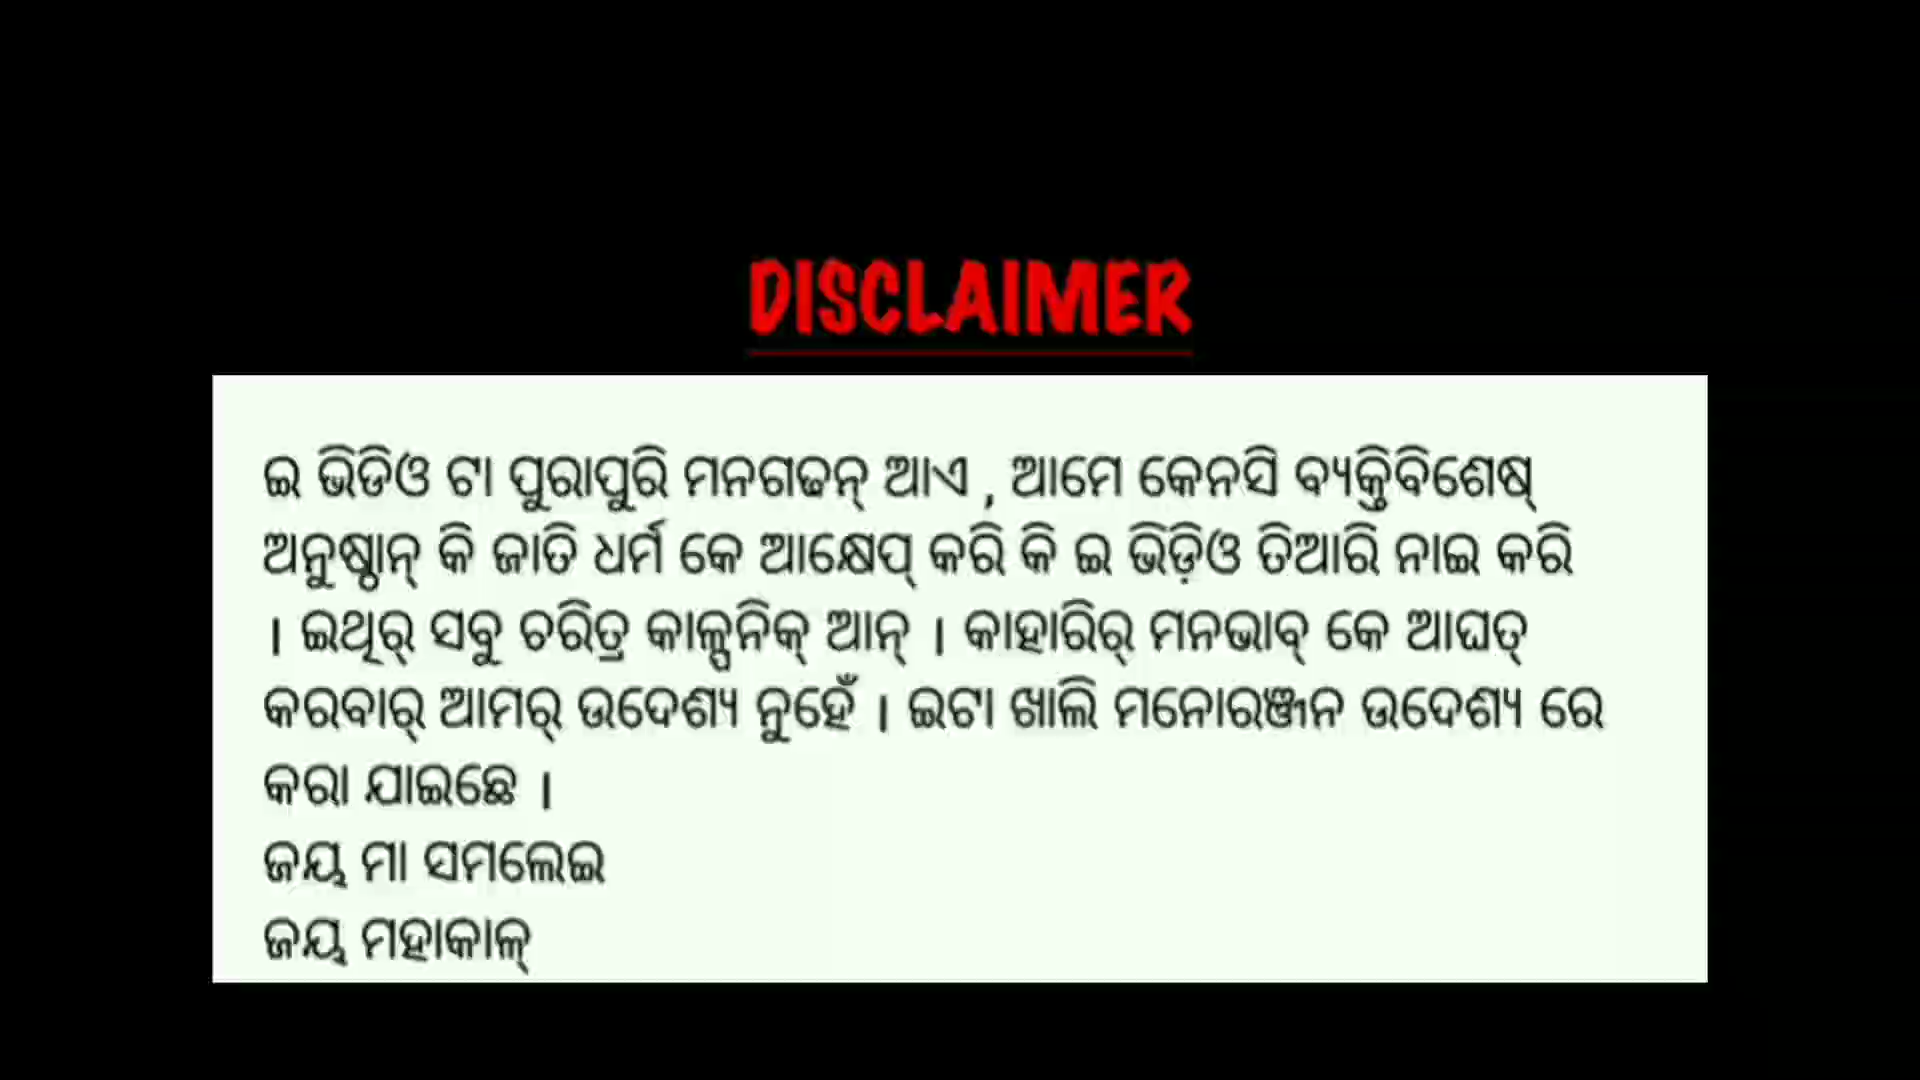 DISCLAIMER
ଇ ଭିଡିଓ ଟା ପୁରାପୁରି ମନଗଢନ୍ ଆଏ , ଆମେ କେନସି ବ୍ୟକ୍ତିବିଶେଷ୍
ଅନୁଷ୍ଠାନ୍ କି ଜାତି ଧର୍ମ କେ ଆକ୍ଷେପ୍ କରି କି ଇ ଭିଡ଼ିଓ ତିଆରି ନାଇ କରି
। ଇଥିର୍ ସବୁ ଚରିତ୍ର କାଳ୍ପନିକ୍ ଆନ୍ । କାହାରିର୍ ମନଭାବ୍ କେ ଆଘତ୍
କରବାର୍ ଆମର୍ ଉଦେଶ୍ୟ ନୁହେଁ । ଇଟା ଖାଲି ମନୋରଞ୍ଜନ ଉଦେଶ୍ୟ ରେ
କରା ଯାଇଛେ ।
ଜୟ୍ ମା ସମଲେଇ
ଜୟ୍ ମହାକାଳ୍